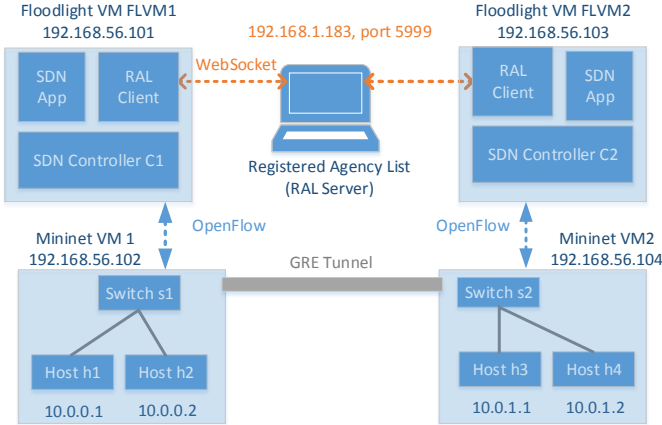 Floodlight VM FLVM1
192.168.56.101
192.168.1.183, port 5999
Floodlight VM FLVM2
192.168.56.103
WebSocket
SDN
App
RAL
Client
RAL
Client
SDN
App
SDN Controller C1
SDN Controller C2
Registered Agency List
(RAL Server)
OpenFlow
OpenFlow
Mininet VM 1
192.168.56.102
Mininet VM2
192.168.56.104
GRE Tunnel
Switch s1
Switch s2
Host h1
Host h2
Host h3
Host h4
10.0.0.1
10.0.0.2
10.0.1.1
10.0.1.2